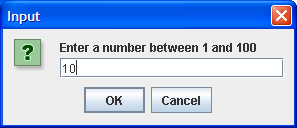 Input
?
Enter a number between 1 and 100
10
OK
Cancel